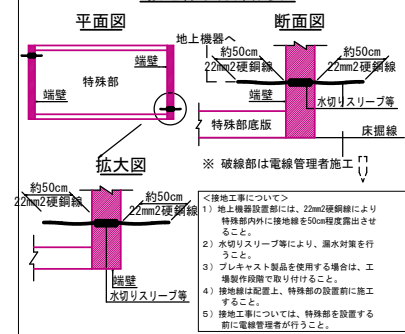 平面図
断面図
地上機器へ
約50cm
約50cm
22mm2硬銅線
22mm2硬銅線
端壁
特殊部
端壁
端壁
水切りスリーブ等
特殊部底版
床掘線
拡大図
※ 破線部は電線管理者施工
約50cm
約50cm
22mm2硬銅線
22mm2硬銅線
端壁
水切りスリーブ等
<接地工事について>
1) 地上機器設置部には、22mm2硬銅線により
特殊部内外に接地線を50cm程度露出させ
ること。
2) 水切りスリーブ等により、漏水対策を行
うこと。
3) プレキャスト製品を使用する場合は、工
場製作段階で取り付けること。
4) 接地線は配置上、特殊部の設置前に施工
すること。
5) 接地工事については、特殊部を設置する
前に電線管理者が行うこと。